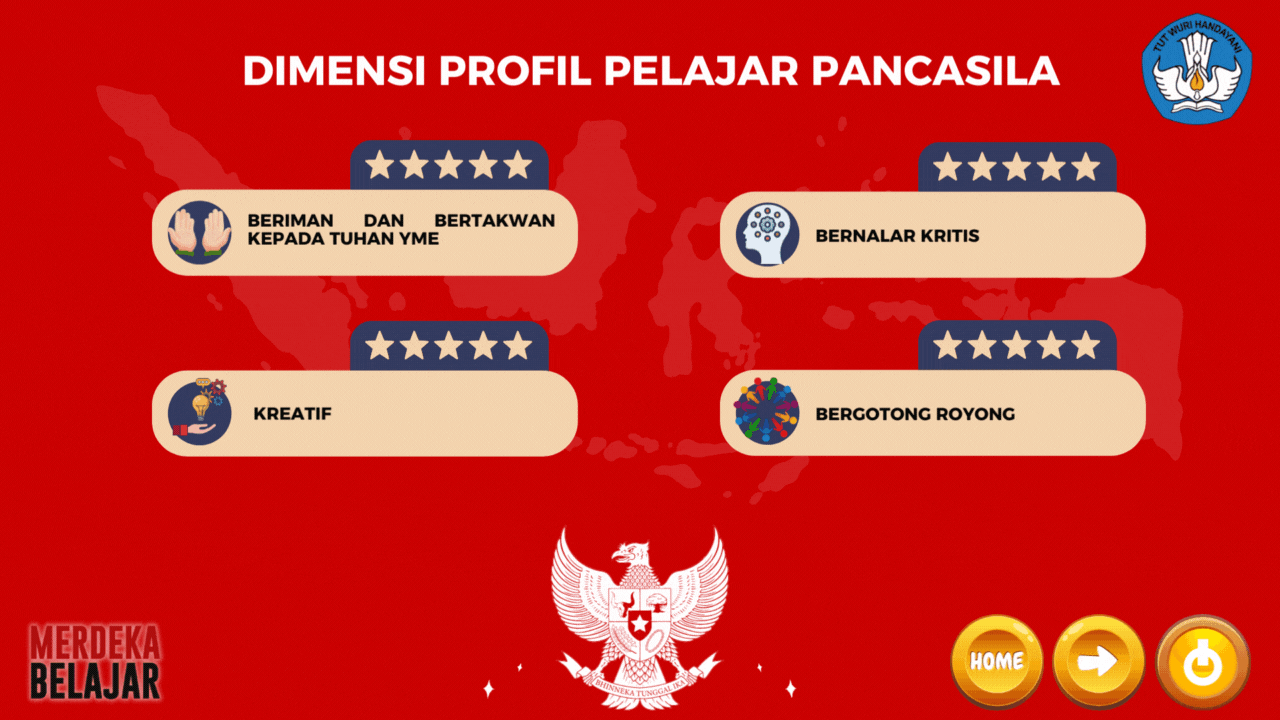 DIMENSI PROFIL PELAJAR PANCASILA
TUT WURI HANDAYANI
BERIMAN DAN BERTAKWAN
KEPADA TUHAN YME
BERNALAR KRITIS
KREATIF
BERGOTONG ROYONG
BHINNEKA TUNGGAL IKA
MERDEKA
BELAJAR
HOME